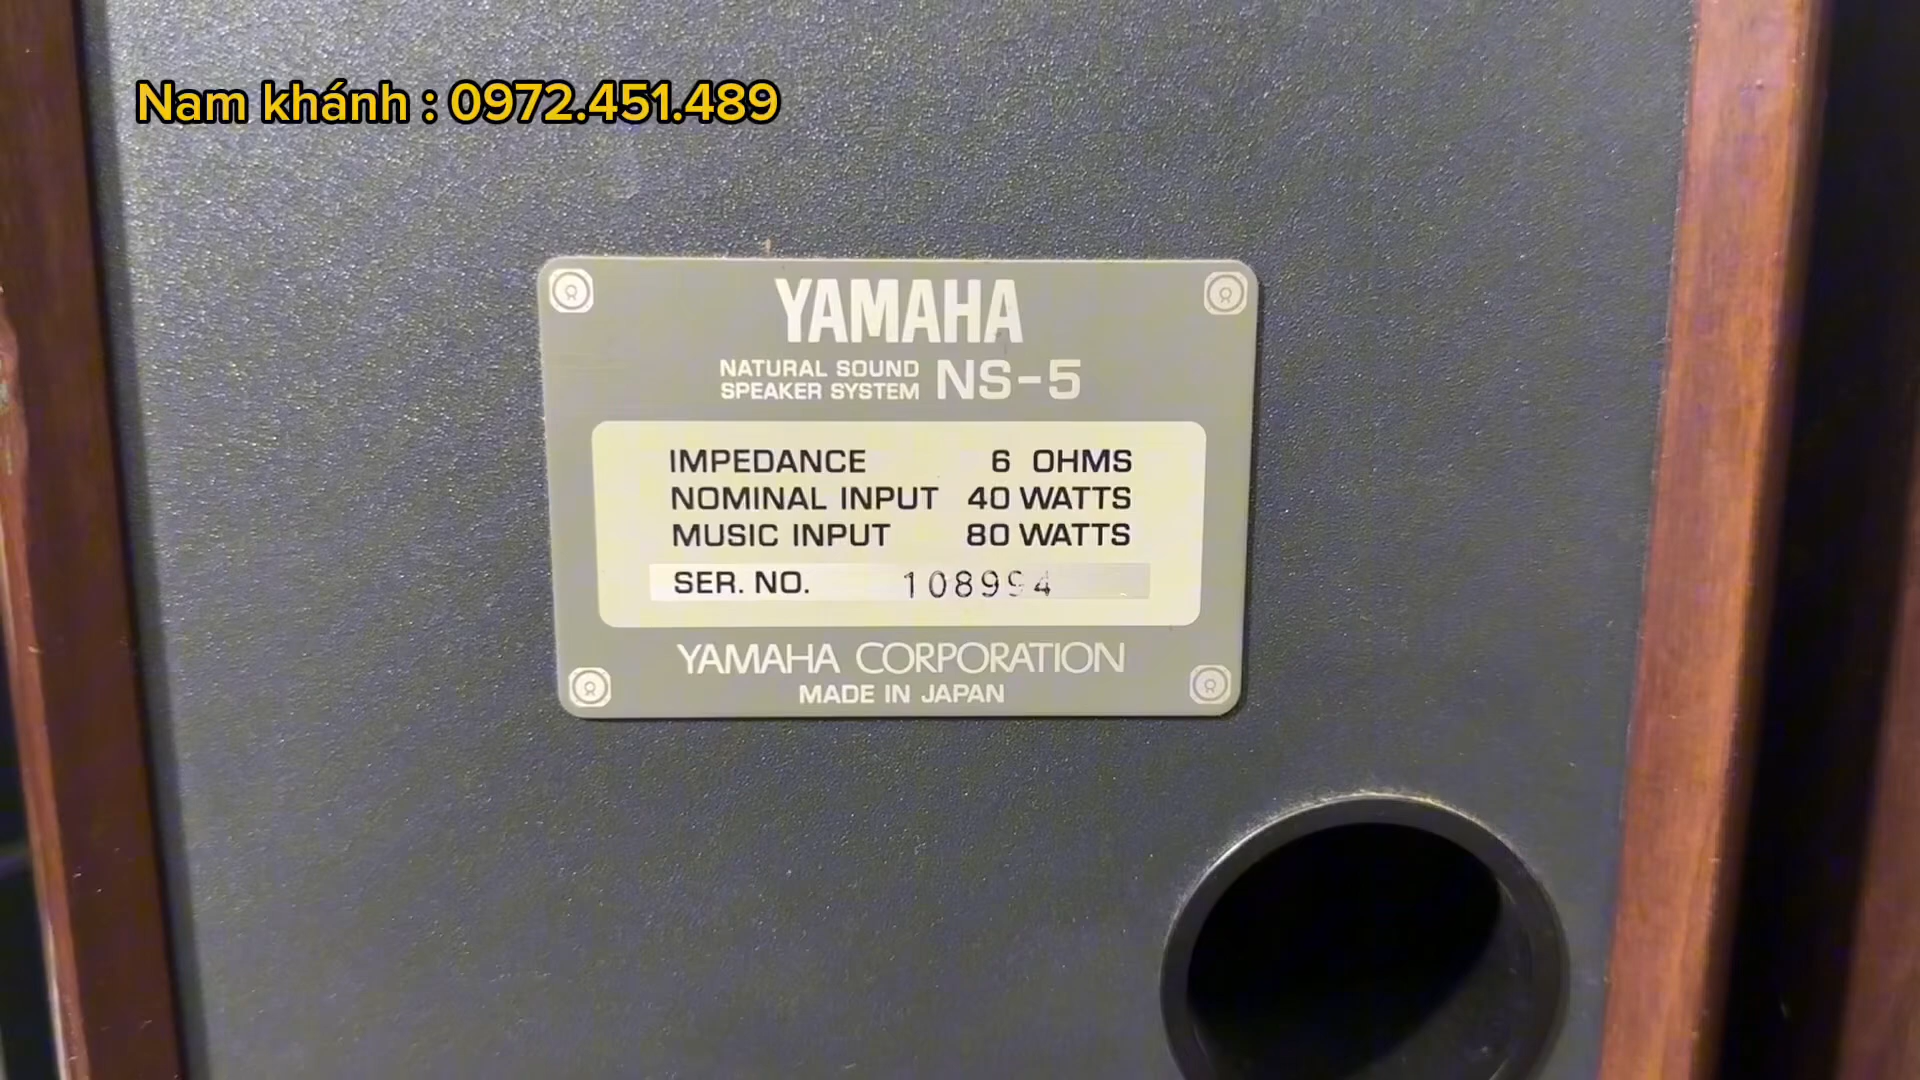 Nam khánh : 0972.451.489
YAMAHA
NATURAL SOUND
SPEAKER SYSTEM NS-5
IMPEDANCE 6 OHMS
NOMINAL INPUT 40 WATTS
MUSIC INPUT 80 WATTS
SER. NO. 108994
YAMAHA CORPORATION
MADE IN JAPAN